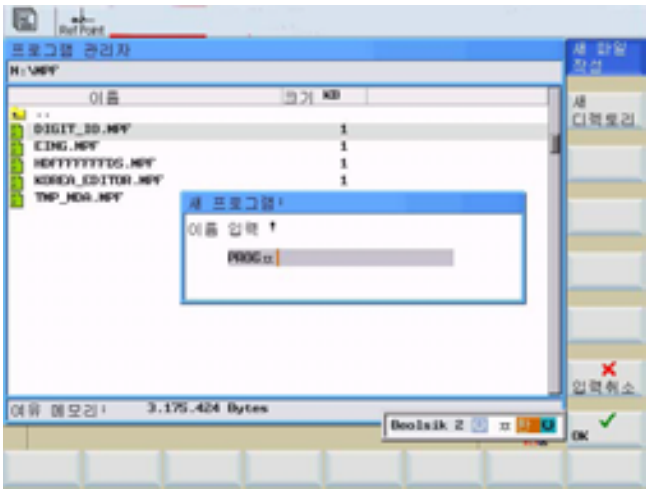 Ref Point
프로그램 관리자
새 파일
작성
N:\MPF
이름 크기 KB
새
디렉토리
..
DIGIT_IO.MPF 1
EING.MPF 1
1
KOREA_EDITOR.MPF 1
TMP_MDA.MPF
새 프로그램:
이름 입력
PROGㅍ
입력취소
여유 메모리: 3.175.424 Bytes
Beolsik 2 ㅍ
OK